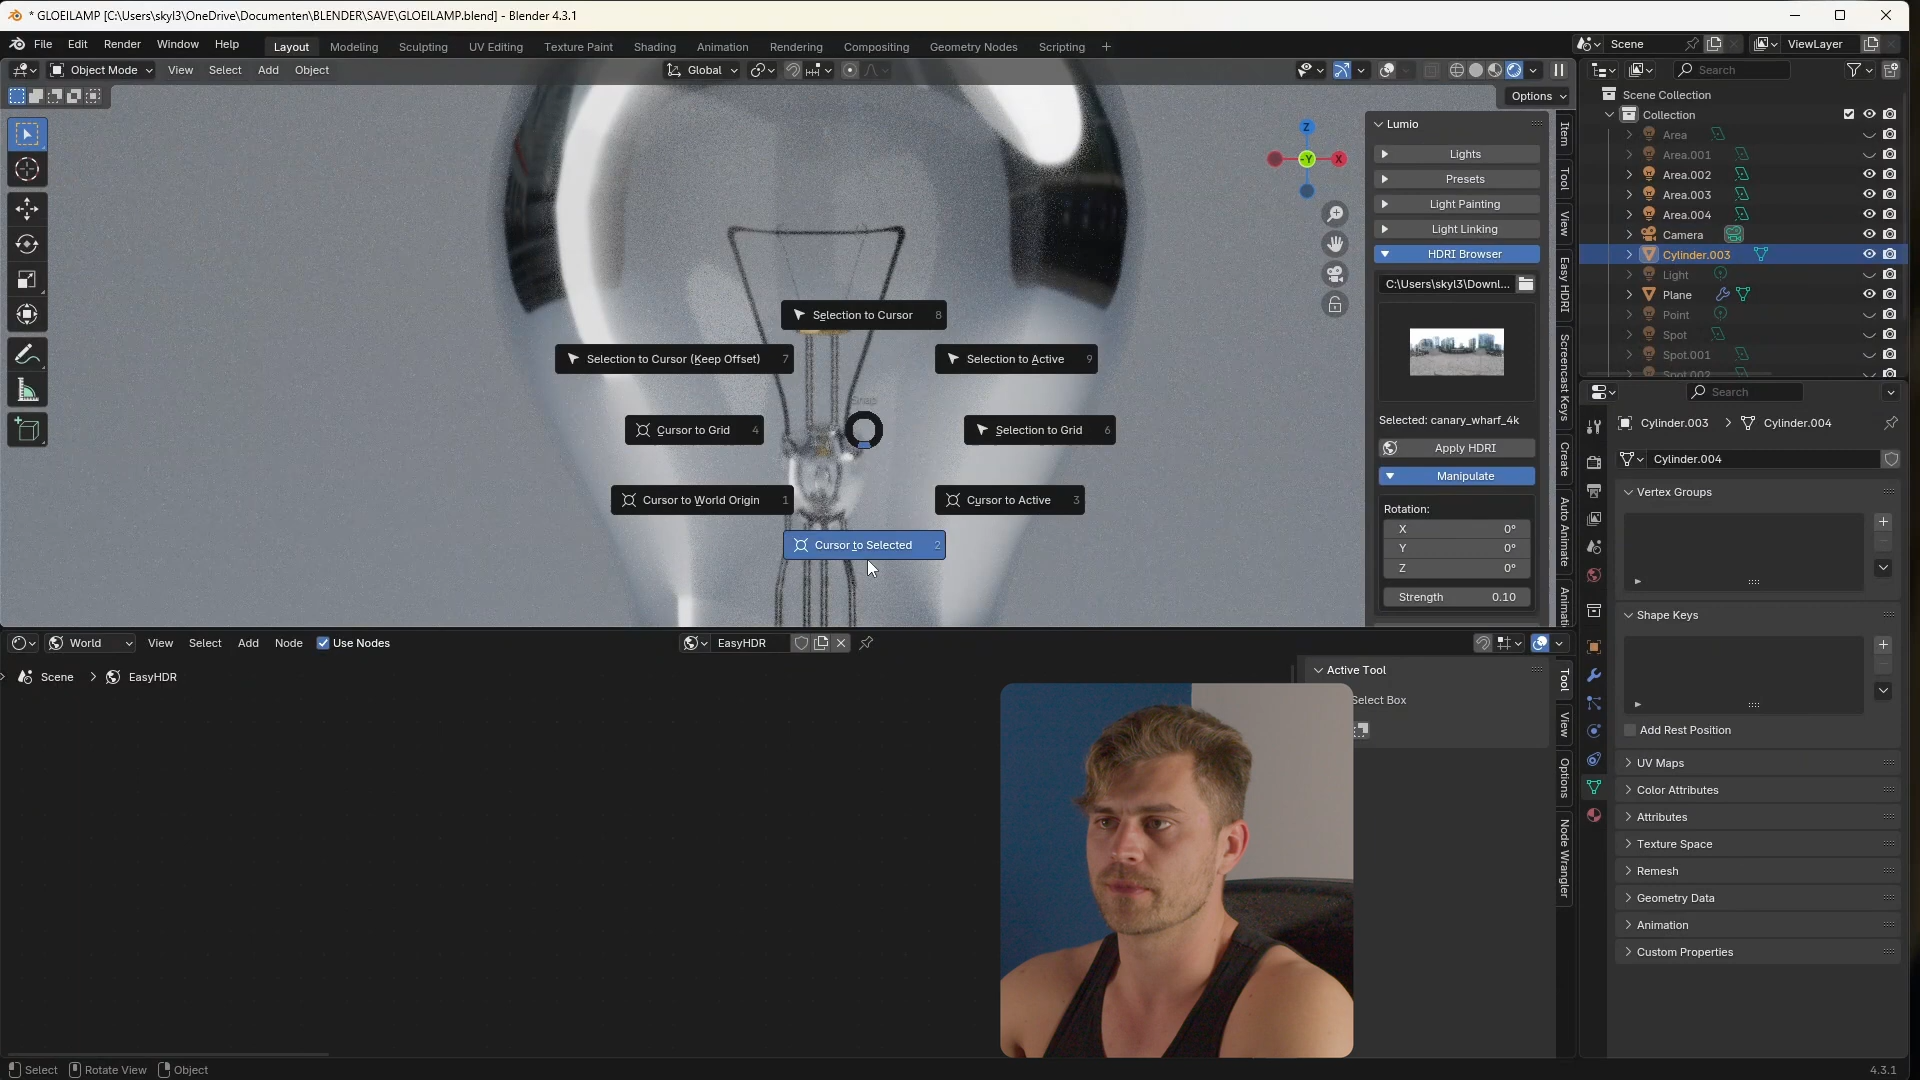 * GLOEILAMP [C:\Users\skyl3\OneDrive\Documenten\BLENDER\SAVE\GLOEILAMP.blend] - Blender 4.3.1
File Edit Render Window Help Layout Modeling Sculpting UV Editing Texture Paint Shading Animation Rendering Compositing Geometry Nodes Scripting + Scene ViewLayer
Object Mode View Select Add Object Global Search
Options
Scene Collection
Collection
Area
Area.001
Area.002
Area.003
Area.004
Camera
Cylinder.003
Light
Plane
Point
Spot
Spot.001
Spot.002
Z
-Y
X
Lumio
Lights
Presets
Light Painting
Light Linking
HDRI Browser
C:\Users\skyl3\Downl...
Selected: canary_wharf_4k
Apply HDRI
Manipulate
Rotation:
X 0°
Y 0°
Z 0°
Strength 0.10
Item
Tool
View
Easy HDRI
Screencast Keys
Create
Auto Animate
Animati
Snap
Selection to Cursor 8
Selection to Cursor (Keep Offset) 7
Selection to Active 9
Cursor to Grid 4
Selection to Grid 6
Cursor to World Origin 1
Cursor to Active 3
Cursor to Selected 2
Search
Cylinder.003 > Cylinder.004
Cylinder.004
Vertex Groups
Shape Keys
Add Rest Position
UV Maps
Color Attributes
Attributes
Texture Space
Remesh
Geometry Data
Animation
Custom Properties
World View Select Add Node Use Nodes EasyHDR
Scene > EasyHDR
Active Tool
Select Box
Tool
View
Options
Node Wrangler
Select Rotate View Object 4.3.1